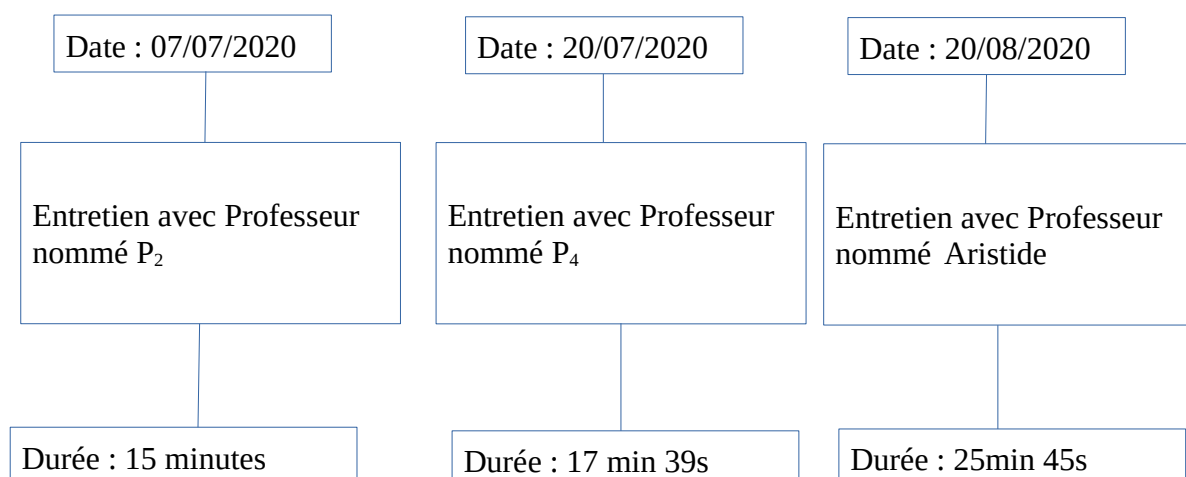 Date : 07/07/2020
Entretien avec Professeur
nommé P₂
Durée : 15 minutes
Date : 20/07/2020
Entretien avec Professeur
nommé P₄
Durée : 17 min 39s
Date : 20/08/2020
Entretien avec Professeur
nommé  Aristide
Durée : 25min 45s